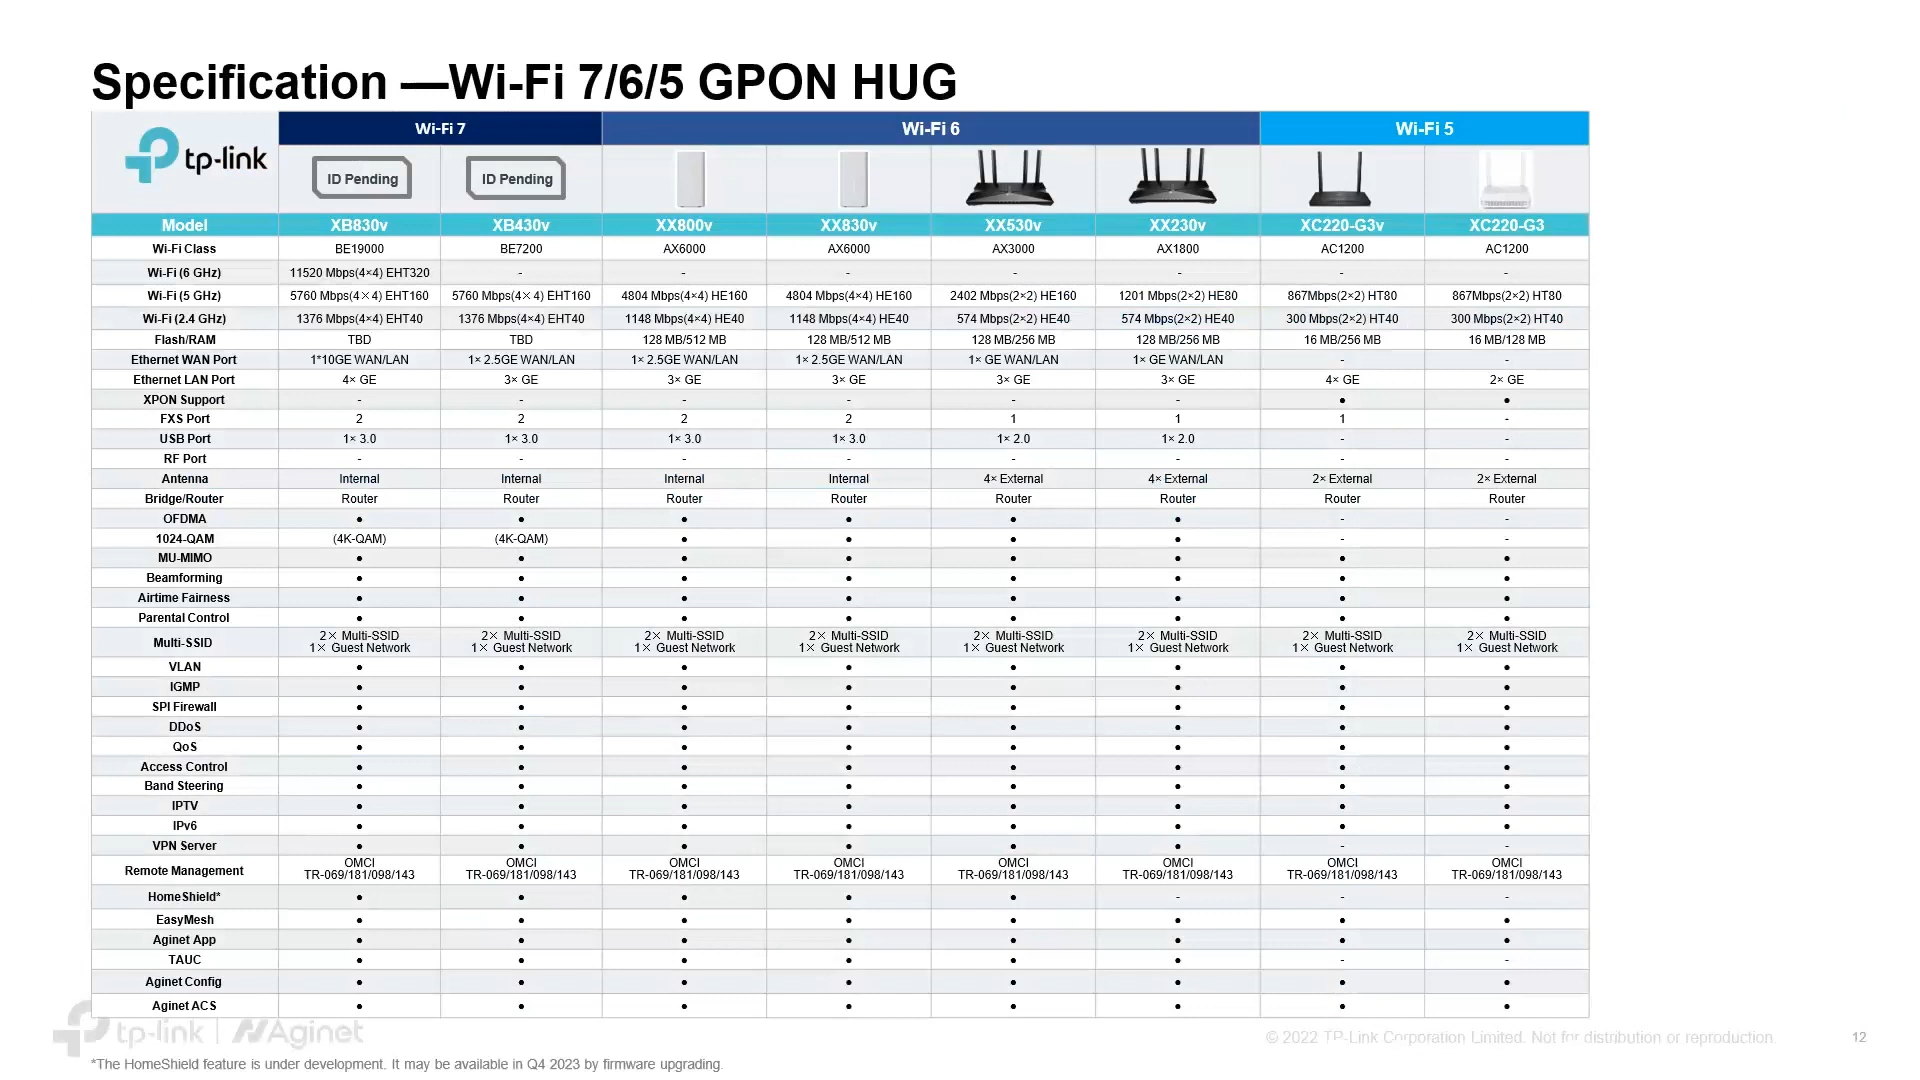 Specification —Wi-Fi 7/6/5 GPON HUG
tp-link Wi-Fi 7 Wi-Fi 6 Wi-Fi 5
ID Pending ID Pending
Model XB830v XB430v XX800v XX830v XX530v XX230v XC220-G3v XC220-G3
Wi-Fi Class BE19000 BE7200 AX6000 AX6000 AX3000 AX1800 AC1200 AC1200
Wi-Fi (6 GHz) 11520 Mbps(4×4) EHT320 - - - - - - -
Wi-Fi (5 GHz) 5760 Mbps(4×4) EHT160 5760 Mbps(4×4) EHT160 4804 Mbps(4×4) HE160 4804 Mbps(4×4) HE160 2402 Mbps(2×2) HE160 1201 Mbps(2×2) HE80 867Mbps(2×2) HT80 867Mbps(2×2) HT80
Wi-Fi (2.4 GHz) 1376 Mbps(4×4) EHT40 1376 Mbps(4×4) EHT40 1148 Mbps(4×4) HE40 1148 Mbps(4×4) HE40 574 Mbps(2×2) HE40 574 Mbps(2×2) HE40 300 Mbps(2×2) HT40 300 Mbps(2×2) HT40
Flash/RAM TBD TBD 128 MB/512 MB 128 MB/512 MB 128 MB/256 MB 128 MB/256 MB 16 MB/256 MB 16 MB/128 MB
Ethernet WAN Port 1*10GE WAN/LAN 1× 2.5GE WAN/LAN 1× 2.5GE WAN/LAN 1× 2.5GE WAN/LAN 1× GE WAN/LAN 1× GE WAN/LAN - -
Ethernet LAN Port 4× GE 3× GE 3× GE 3× GE 3× GE 3× GE 4× GE 2× GE
XPON Support - - - - - - ● ●
FXS Port 2 2 2 2 1 1 1 -
USB Port 1× 3.0 1× 3.0 1× 3.0 1× 3.0 1× 2.0 1× 2.0 - -
RF Port - - - - - - - -
Antenna Internal Internal Internal Internal 4× External 4× External 2× External 2× External
Bridge/Router Router Router Router Router Router Router Router Router
OFDMA ● ● ● ● ● ● - -
1024-QAM (4K-QAM) (4K-QAM) ● ● ● ● - -
MU-MIMO ● ● ● ● ● ● ● ●
Beamforming ● ● ● ● ● ● ● ●
Airtime Fairness ● ● ● ● ● ● ● ●
Parental Control ● ● ● ● ● ● ● ●
Multi-SSID 2× Multi-SSID 2× Multi-SSID 2× Multi-SSID 2× Multi-SSID 2× Multi-SSID 2× Multi-SSID 2× Multi-SSID 2× Multi-SSID
1× Guest Network 1× Guest Network 1× Guest Network 1× Guest Network 1× Guest Network 1× Guest Network 1× Guest Network 1× Guest Network
VLAN ● ● ● ● ● ● ● ●
IGMP ● ● ● ● ● ● ● ●
SPI Firewall ● ● ● ● ● ● ● ●
DDoS ● ● ● ● ● ● ● ●
QoS ● ● ● ● ● ● ● ●
Access Control ● ● ● ● ● ● ● ●
Band Steering ● ● ● ● ● ● ● ●
IPTV ● ● ● ● ● ● ● ●
IPv6 ● ● ● ● ● ● ● ●
VPN Server ● ● ● ● ● ● - -
Remote Management OMCI OMCI OMCI OMCI OMCI OMCI OMCI OMCI
TR-069/181/098/143 TR-069/181/098/143 TR-069/181/098/143 TR-069/181/098/143 TR-069/181/098/143 TR-069/181/098/143 TR-069/181/098/143 TR-069/181/098/143
HomeShield* ● ● ● ● ● - - -
EasyMesh ● ● ● ● ● ● ● ●
Aginet App ● ● ● ● ● ● ● ●
TAUC ● ● ● ● ● ● - -
Aginet Config ● ● ● ● ● ● ● ●
Aginet ACS ● ● ● ● ● ● ● ●
tp-link | Aginet
© 2022 TP-Link Corporation Limited. Not for distribution or reproduction. 12
*The HomeShield feature is under development. It may be available in Q4 2023 by firmware upgrading.